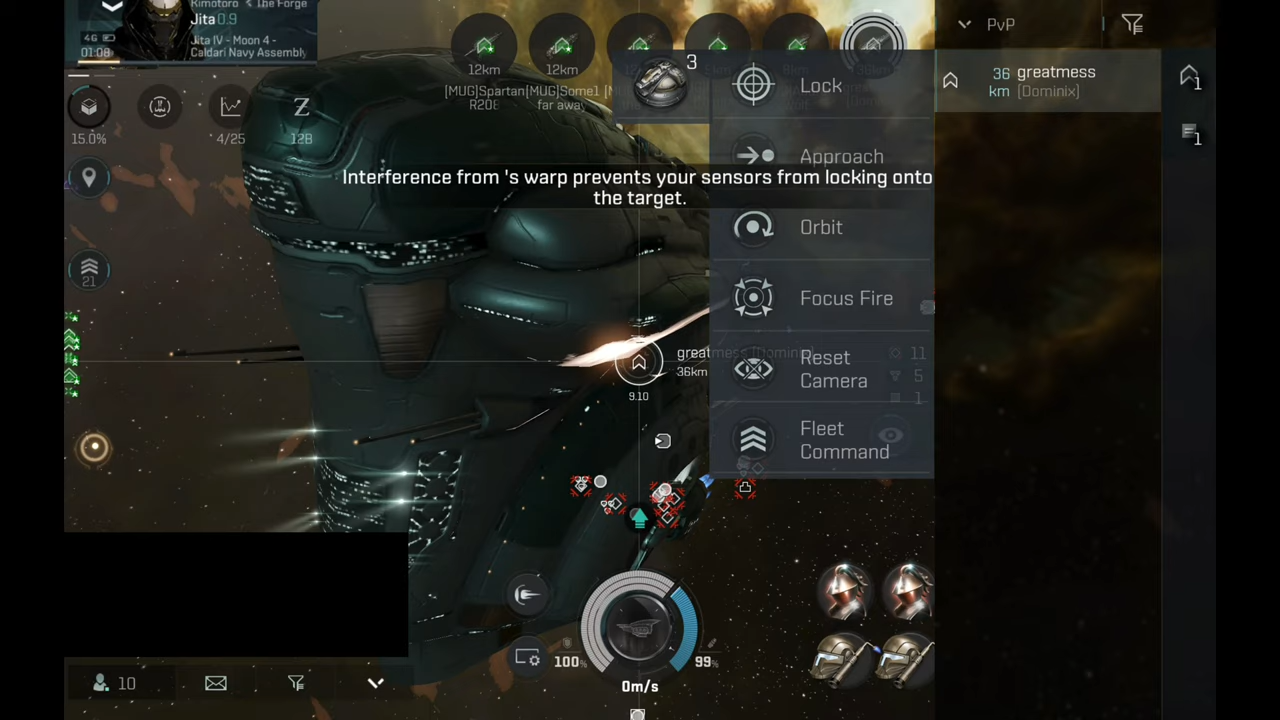 Kimotoro < The Forge
Jita 0.9
Jita IV - Moon 4 -
Caldari Navy Assembly
4G
01:08
15.0%
4/25
12B
21
12km
12km
[MUG]Spartan
R208
[MUG]Some1
far away
3
Lock
Approach
Interference from 's warp prevents your sensors from locking onto
the target.
Orbit
Focus Fire
Reset
Camera
Fleet
Command
greatmess [Dominix]
36km
9.10
11
5
1
PvP
36 km
greatmess
[Dominix]
1
1
100%
99%
0m/s
10